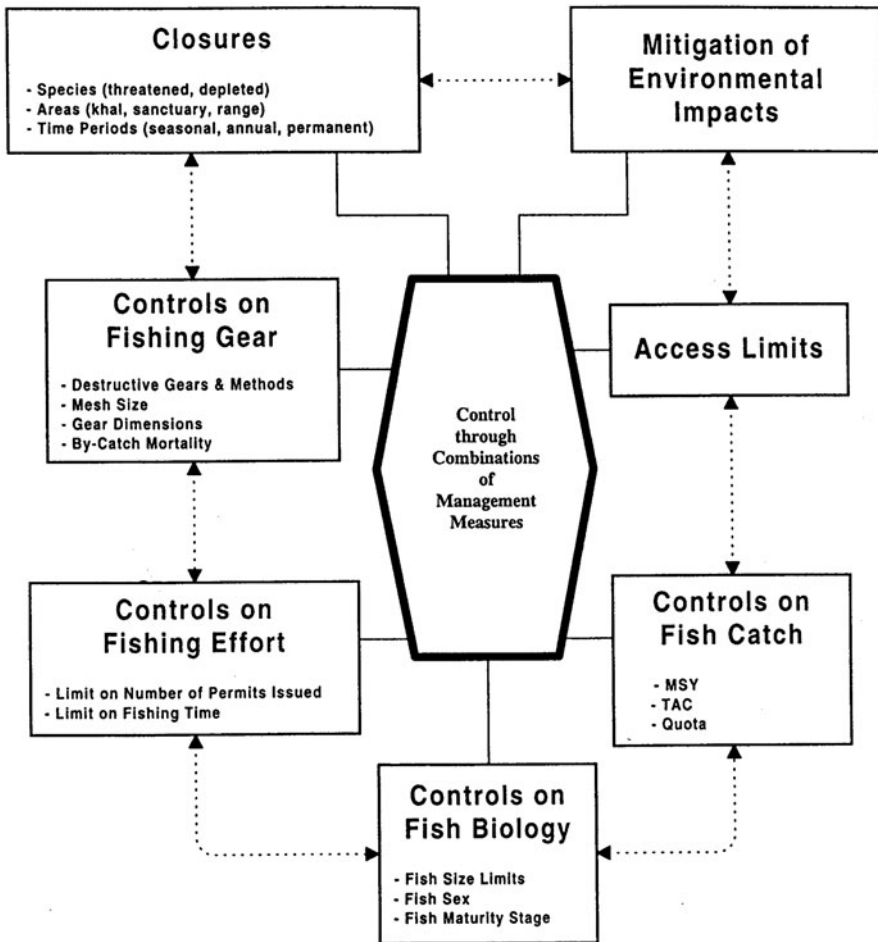 Closures
- Species (threatened, depleted)
- Areas (khal, sanctuary, range)
- Time Periods (seasonal, annual, permanent)
Mitigation of
Environmental
Impacts
Controls on
Fishing Gear
- Destructive Gears & Methods
- Mesh Size
- Gear Dimensions
- By-Catch Mortality
Access Limits
Control
through
Combinations
of
Management
Measures
Controls on
Fishing Effort
- Limit on Number of Permits Issued
- Limit on Fishing Time
Controls on
Fish Catch
- MSY
- TAC
- Quota
Controls on
Fish Biology
- Fish Size Limits
- Fish Sex
- Fish Maturity Stage